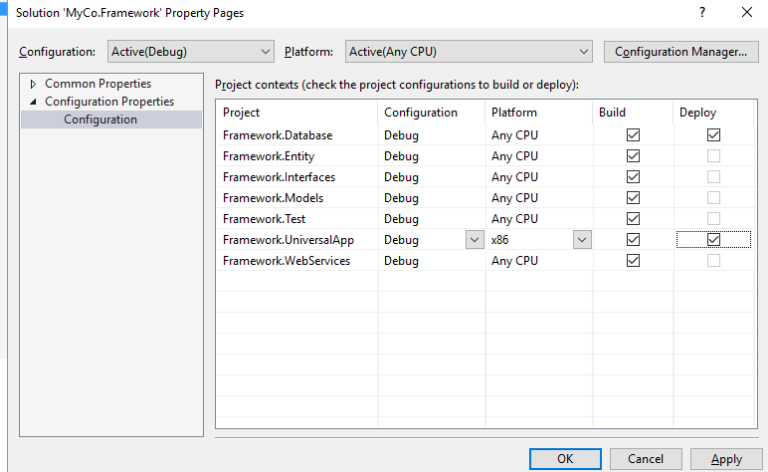 Solution 'MyCo.Framework' Property Pages ? X
Configuration: Active(Debug) Platform: Active(Any CPU) Configuration Manager...
Common Properties
Configuration Properties
Configuration
Project contexts (check the project configurations to build or deploy):
Project Configuration Platform Build Deploy
Framework.Database Debug Any CPU
Framework.Entity Debug Any CPU
Framework.Interfaces Debug Any CPU
Framework.Models Debug Any CPU
Framework.Test Debug Any CPU
Framework.UniversalApp Debug x86
Framework.WebServices Debug Any CPU
OK Cancel Apply